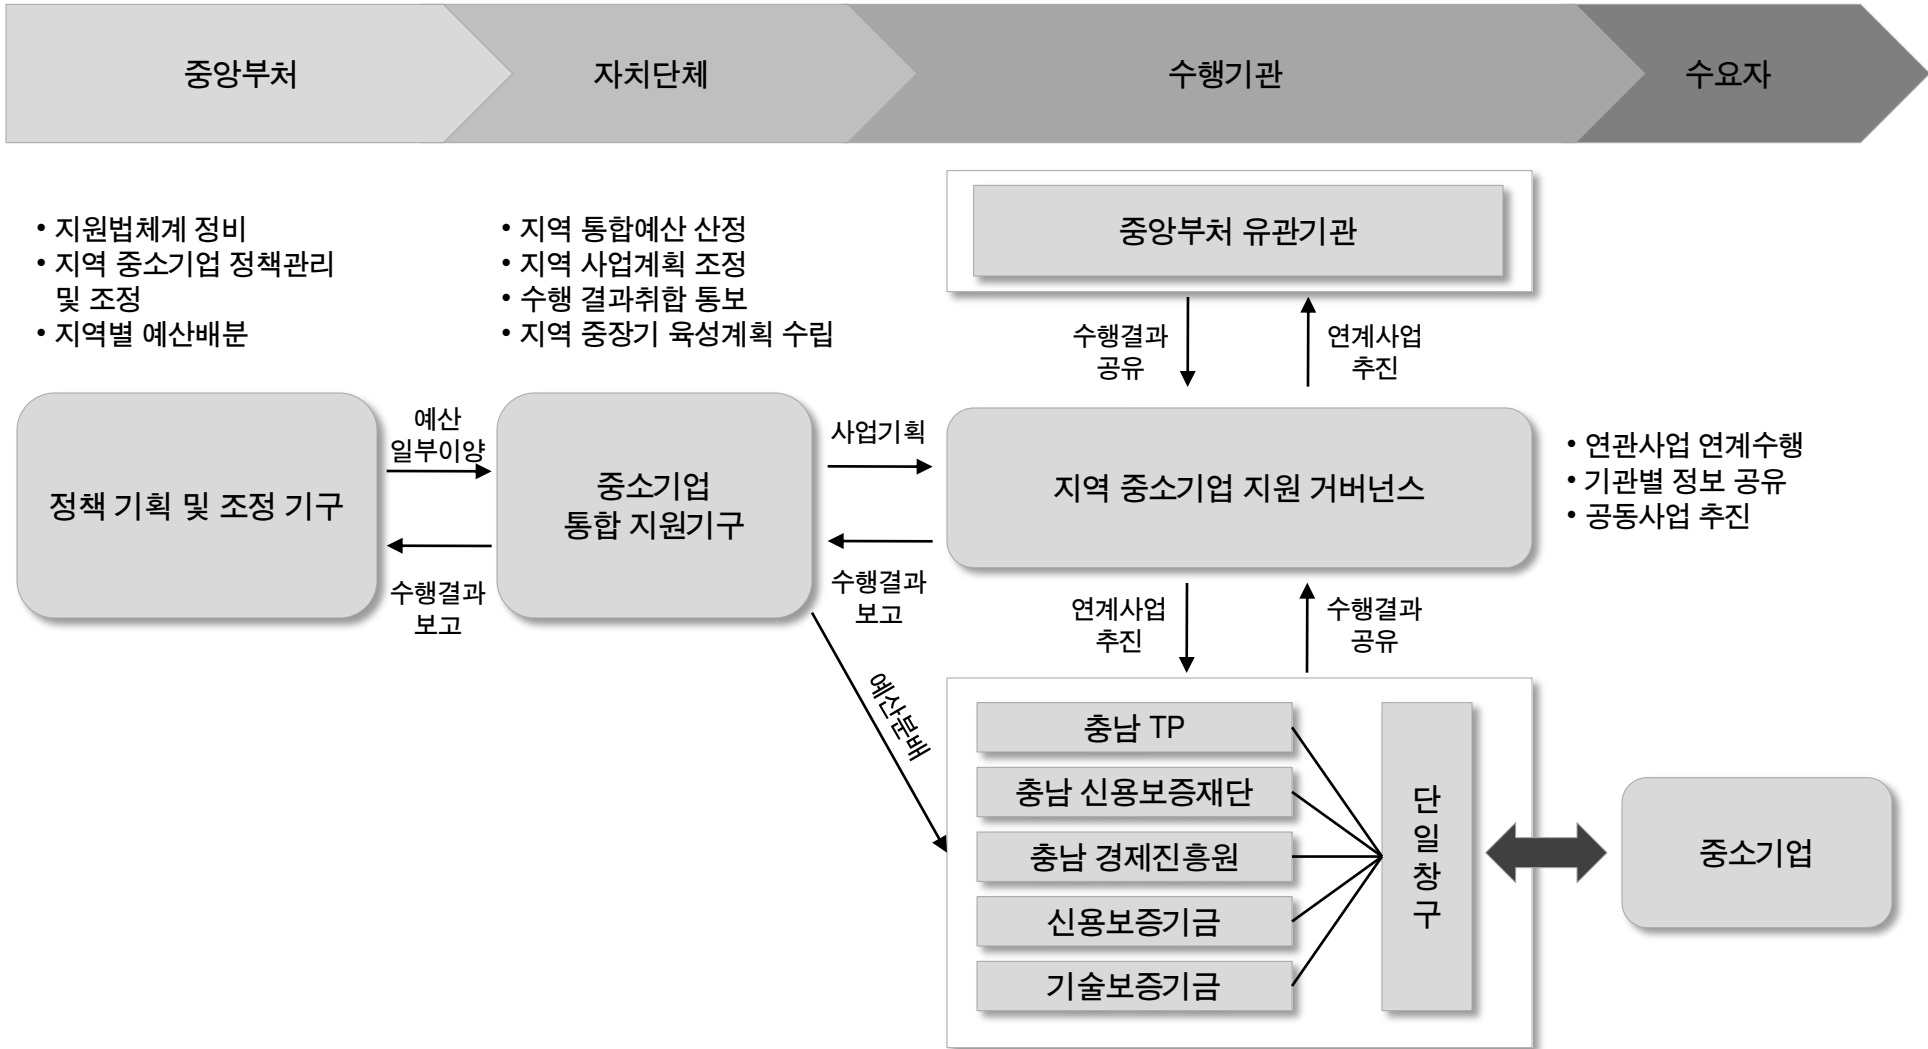 중앙부처
자치단체
수행기관
수요자
• 지원법체계 정비
• 지역 중소기업 정책관리
및 조정
• 지역별 예산배분
• 지역 통합예산 산정
• 지역 사업계획 조정
• 수행 결과취합 통보
• 지역 중장기 육성계획 수립
중앙부처 유관기관
수행결과
공유
연계사업
추진
정책 기획 및 조정 기구
예산
일부이양
수행결과
보고
중소기업
통합 지원기구
사업기획
수행결과
보고
지역 중소기업 지원 거버넌스
• 연관사업 연계수행
• 기관별 정보 공유
• 공동사업 추진
연계사업
추진
수행결과
공유
예산분배
충남 TP
충남 신용보증재단
충남 경제진흥원
신용보증기금
기술보증기금
단
일
창
구
중소기업